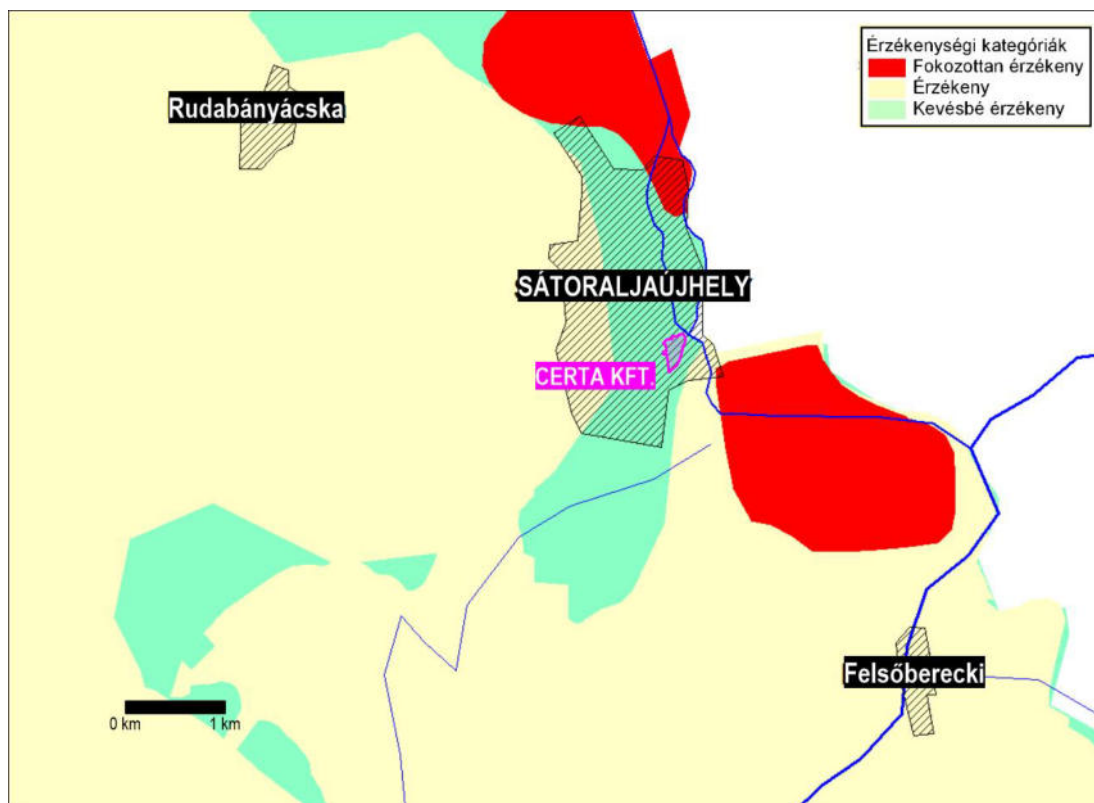 Érzékenységi kategóriák
Fokozottan érzékeny
Érzékeny
Kevésbé érzékeny
Rudabányácska
SÁTORALJAÚJHELY
CERTA KFT.
Felsőberecki
0 km 1 km